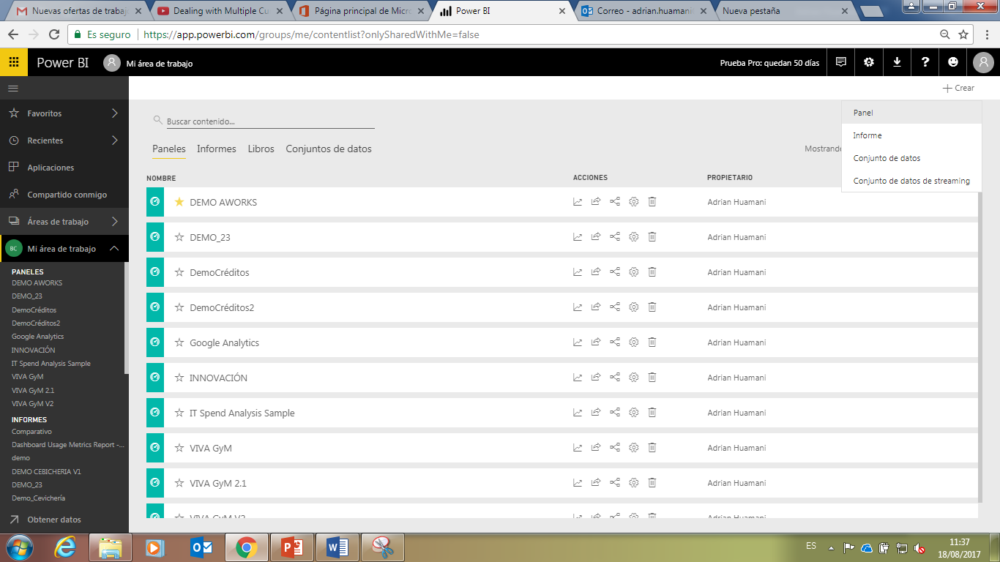 Nuevas ofertas de trabajo
Dealing with Multiple Cu
Página principal de Micro
Power BI
Correo - adrian.huamani
Nueva pestaña
Es seguro
https://app.powerbi.com/groups/me/contentlist?onlySharedWithMe=false
Power BI
Mi área de trabajo
Prueba Pro: quedan 50 días
Crear
Favoritos
Recientes
Aplicaciones
Compartido conmigo
Áreas de trabajo
BC
Mi área de trabajo
PANELES
DEMO AWORKS
DEMO_23
DemoCréditos
DemoCréditos2
Google Analytics
INNOVACIÓN
IT Spend Analysis Sample
VIVA GyM
VIVA GyM 2.1
VIVA GyM V2
INFORMES
Comparativo
Dashboard Usage Metrics Report -...
demo
DEMO CEBICHERIA V1
DEMO_23
Demo_Cevichería
Obtener datos
Buscar contenido...
Paneles Informes Libros Conjuntos de datos
Mostrando
Panel
Informe
Conjunto de datos
Conjunto de datos de streaming
NOMBRE ACCIONES PROPIETARIO
DEMO AWORKS Adrian Huamani
DEMO_23 Adrian Huamani
DemoCréditos Adrian Huamani
DemoCréditos2 Adrian Huamani
Google Analytics Adrian Huamani
INNOVACIÓN Adrian Huamani
IT Spend Analysis Sample Adrian Huamani
VIVA GyM Adrian Huamani
VIVA GyM 2.1 Adrian Huamani
VIVA GyM V2 Adrian Huamani
ES
11:37
18/08/2017